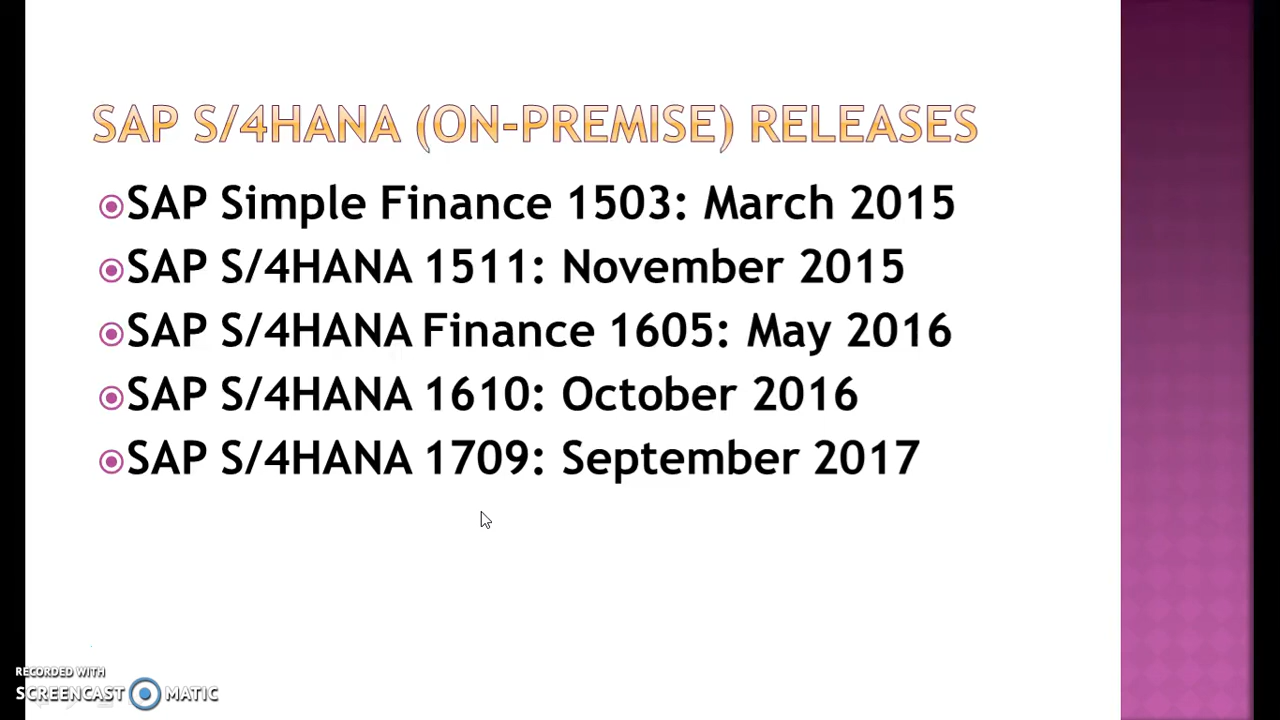 SAP S/4HANA (ON-PREMISE) RELEASES
SAP Simple Finance 1503: March 2015
SAP S/4HANA 1511: November 2015
SAP S/4HANA Finance 1605: May 2016
SAP S/4HANA 1610: October 2016
SAP S/4HANA 1709: September 2017
RECORDED WITH
SCREENCAST MATIC